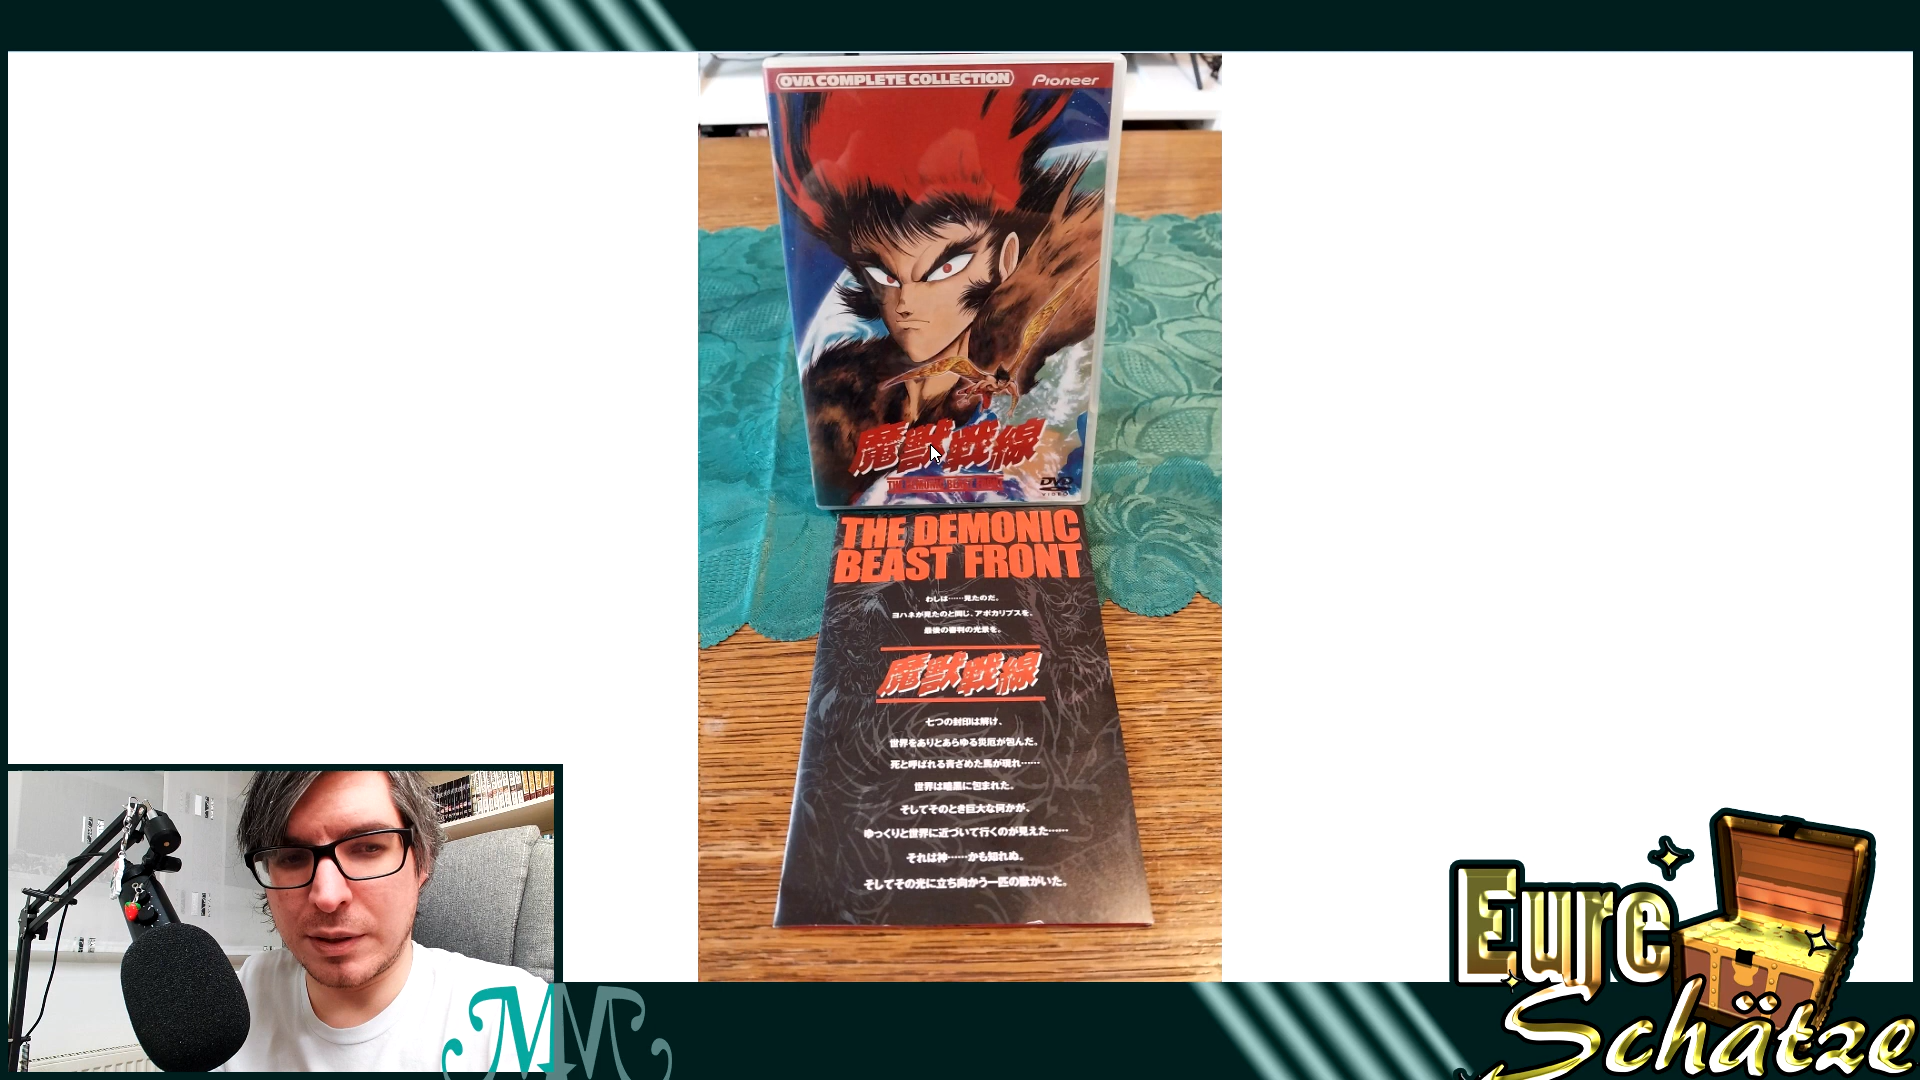 OVA COMPLETE COLLECTION
Pioneer
魔獣戦線
THE DEMONIC BEAST FRONT
DVD
VIDEO
THE DEMONIC
BEAST FRONT
わしは……見たのだ。
ヨハネが見たのと同じ、アポカリプスを。
最後の審判の光景を。
魔獣戦線
七つの封印は解け、
世界をありとあらゆる災厄が包んだ。
死と呼ばれる青ざめた馬が現れ……
世界は暗黒に包まれた。
そしてそのとき巨大な何かが、
ゆっくりと世界に近づいて行くのが見えた……
それは神……かも知れぬ。
そしてその光に立ち向かう一匹の獣がいた。
MM
Eure
Schätze